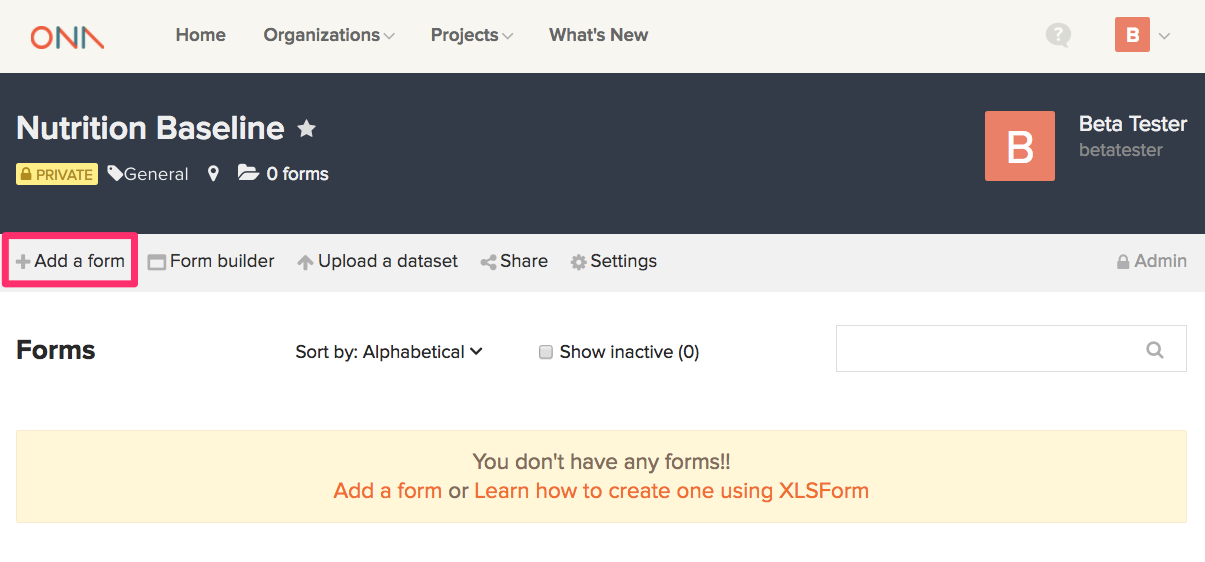 ONA Home Organizations Projects What's New ? B
Nutrition Baseline
PRIVATE General 0 forms
B
Beta Tester
betatester
Add a form Form builder Upload a dataset Share Settings Admin
Forms Sort by: Alphabetical Show inactive (0)
You don't have any forms!!
Add a form or Learn how to create one using XLSForm